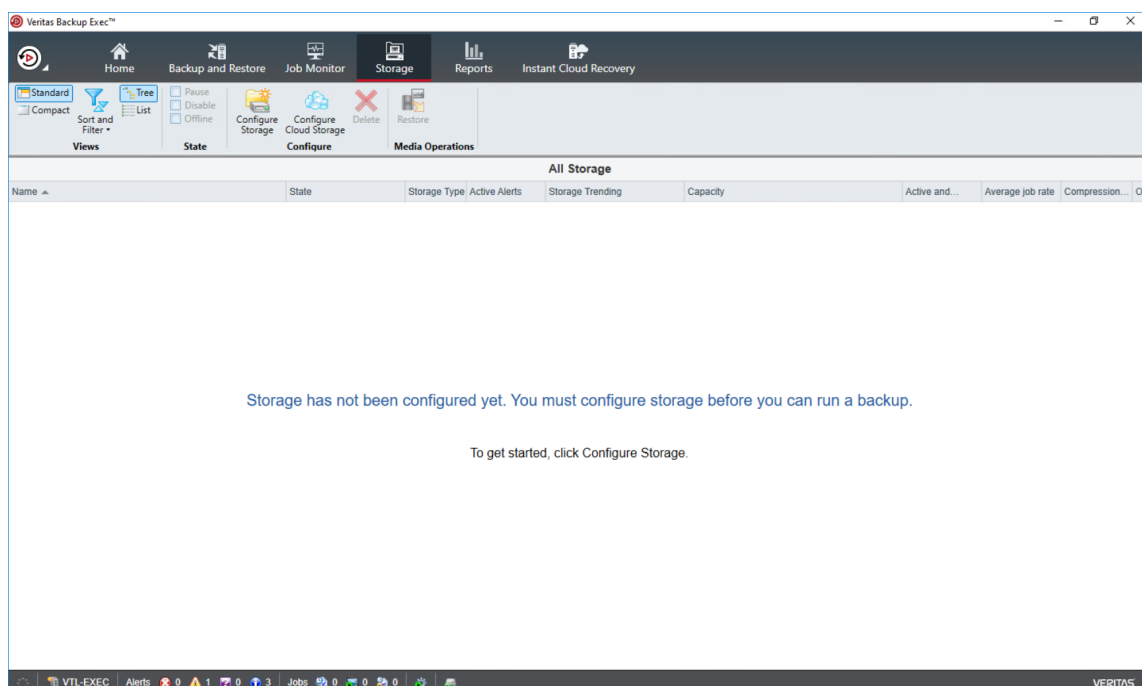 Veritas Backup Exec™
Home Backup and Restore Job Monitor Storage Reports Instant Cloud Recovery
Standard Compact
Sort and Filter
Tree List
Pause
Disable
Offline
Configure Storage
Configure Cloud Storage
Delete
Restore
Views State Configure Media Operations
All Storage
Name State Storage Type Active Alerts Storage Trending Capacity Active and... Average job rate Compression... O
Storage has not been configured yet. You must configure storage before you can run a backup.
To get started, click Configure Storage.
VTL-EXEC Alerts 0 1 0 3 Jobs 0 0 0 VERITAS